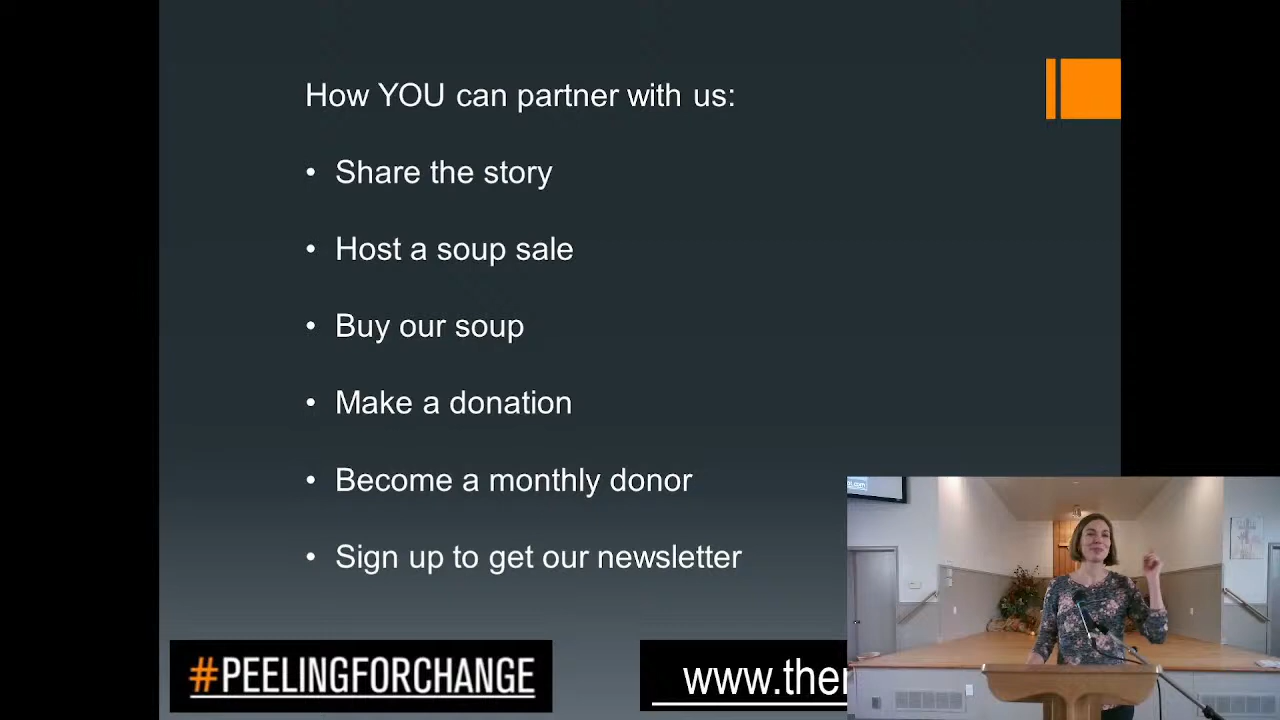 How YOU can partner with us:
• Share the story
• Host a soup sale
• Buy our soup
• Make a donation
• Become a monthly donor
• Sign up to get our newsletter
#PEELINGFORCHANGE